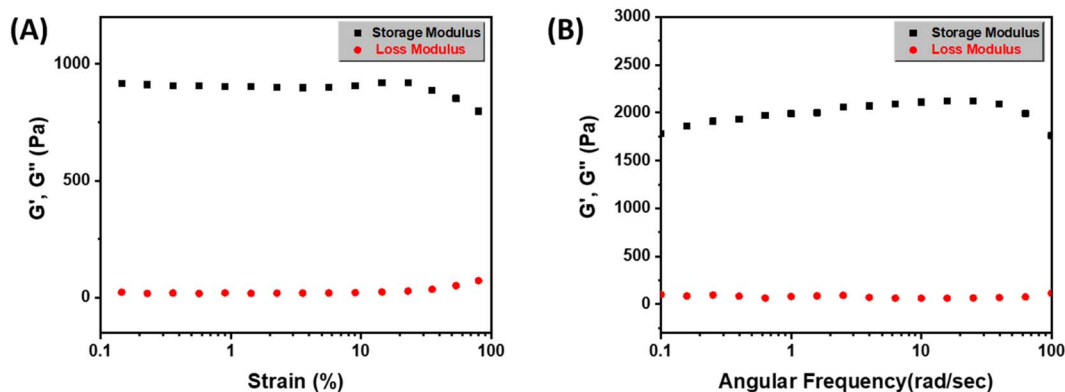 (A)
Storage Modulus
Loss Modulus
G', G" (Pa)
1000
500
0
0.1
1
10
100
Strain (%)
(B)
Storage Modulus
Loss Modulus
G', G" (Pa)
3000
2500
2000
1500
1000
500
0
0.1
1
10
100
Angular Frequency(rad/sec)